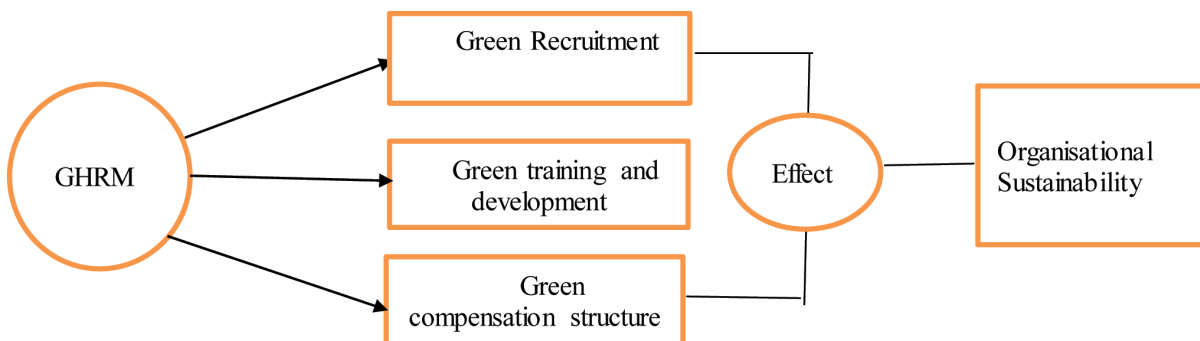 Green Recruitment
GHRM
Green training and
development
Effect
Organisational
Sustainability
Green
compensation structure